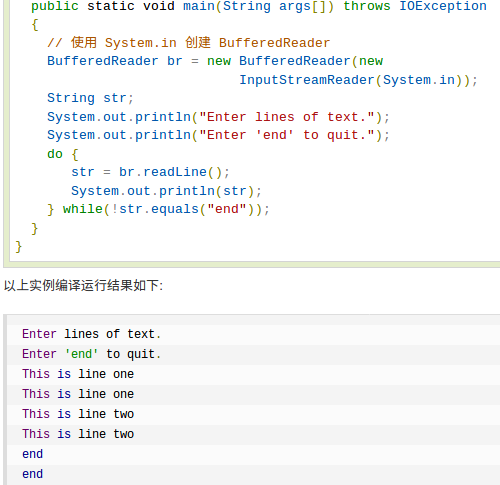 public static void main(String args[]) throws IOException
{
// 使用 System.in 创建 BufferedReader
BufferedReader br = new BufferedReader(new
InputStreamReader(System.in));
String str;
System.out.println("Enter lines of text.");
System.out.println("Enter 'end' to quit.");
do {
str = br.readLine();
System.out.println(str);
} while(!str.equals("end"));
}
}
以上实例编译运行结果如下:
Enter lines of text.
Enter 'end' to quit.
This is line one
This is line one
This is line two
This is line two
end
end